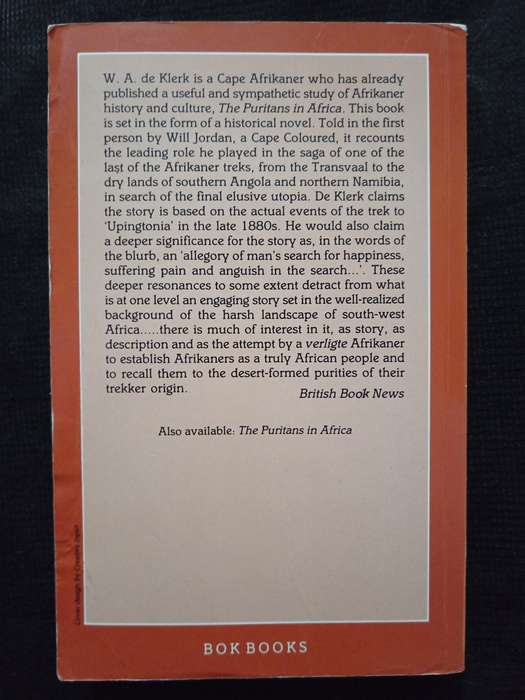 W. A. de Klerk is a Cape Afrikaner who has already
published a useful and sympathetic study of Afrikaner
history and culture, The Puritans in Africa. This book
is set in the form of a historical novel. Told in the first
person by Will Jordan, a Cape Coloured, it recounts
the leading role he played in the saga of one of the
last of the Afrikaner treks, from the Transvaal to the
dry lands of southern Angola and northern Namibia,
in search of the final elusive utopia. De Klerk claims
the story is based on the actual events of the trek to
‘Upingtonia’ in the late 1880s. He would also claim
a deeper significance for the story as, in the words of
the blurb, an ‘allegory of man’s search for happiness,
suffering pain and anguish in the search...’. These
deeper resonances to some extent detract from what
is at one level an engaging story set in the well-realized
background of the harsh landscape of south-west
Africa.....there is much of interest in it, as story, as
description and as the attempt by a verligte Afrikaner
to establish Afrikaners as a truly African people and
to recall them to the desert-formed purities of their
trekker origin.
British Book News
Also available: The Puritans in Africa
Cover design by Creative
BOK BOOKS